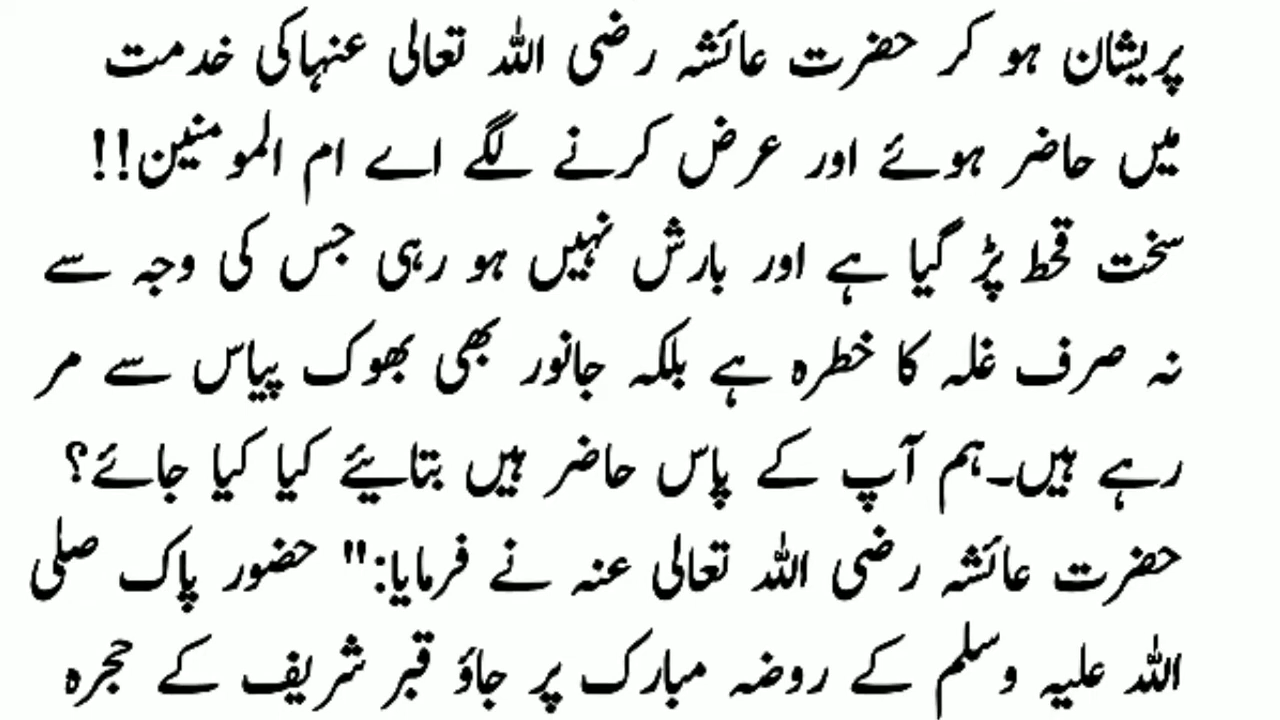 پریشان ہو کر حضرت عائشہ رضی اللہ تعالی عنہاکی خدمت
میں حاضر ہوئے اور عرض کرنے لگے اے ام المومنین!!
سخت قحط پڑ گیا ہے اور بارش نہیں ہو رہی جس کی وجہ سے
نہ صرف غلہ کا خطرہ ہے بلکہ جانور بھی بھوک پیاس سے مر
رہے ہیں۔ہم آپ کے پاس حاضر ہیں بتائیے کیا کیا جائے؟
حضرت عائشہ رضی اللہ تعالی عنہ نے فرمایا:" حضور پاک صلی
اللہ علیہ وسلم کے روضہ مبارک پر جاؤ قبر شریف کے حجرہ